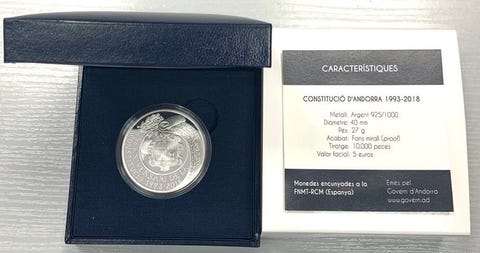 CARACTERÍSTIQUES
CONSTITUCIÓ D'ANDORRA 1993-2018
Metall: Argent 925/1000
Diàmetre: 40 mm
Pes: 27 g
Acabat: Fons mirall (proof)
Tiratge: 10.000 peces
Valor facial: 5 euros
Monedes encunyades a la
FNMT-RCM (Espanya)
Emès pel
Govern d'Andorra
www.govern.ad